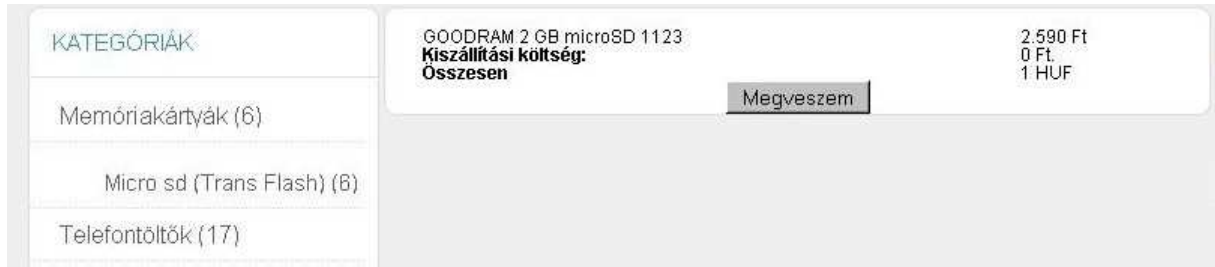 KATEGÓRIÁK
Memóriakártyák (6)
Micro sd (Trans Flash) (6)
Telefontöltők (17)
GOODRAM 2 GB microSD 1123 2.590 Ft
Kiszállítási költség: 0 Ft.
Összesen 1 HUF
Megveszem